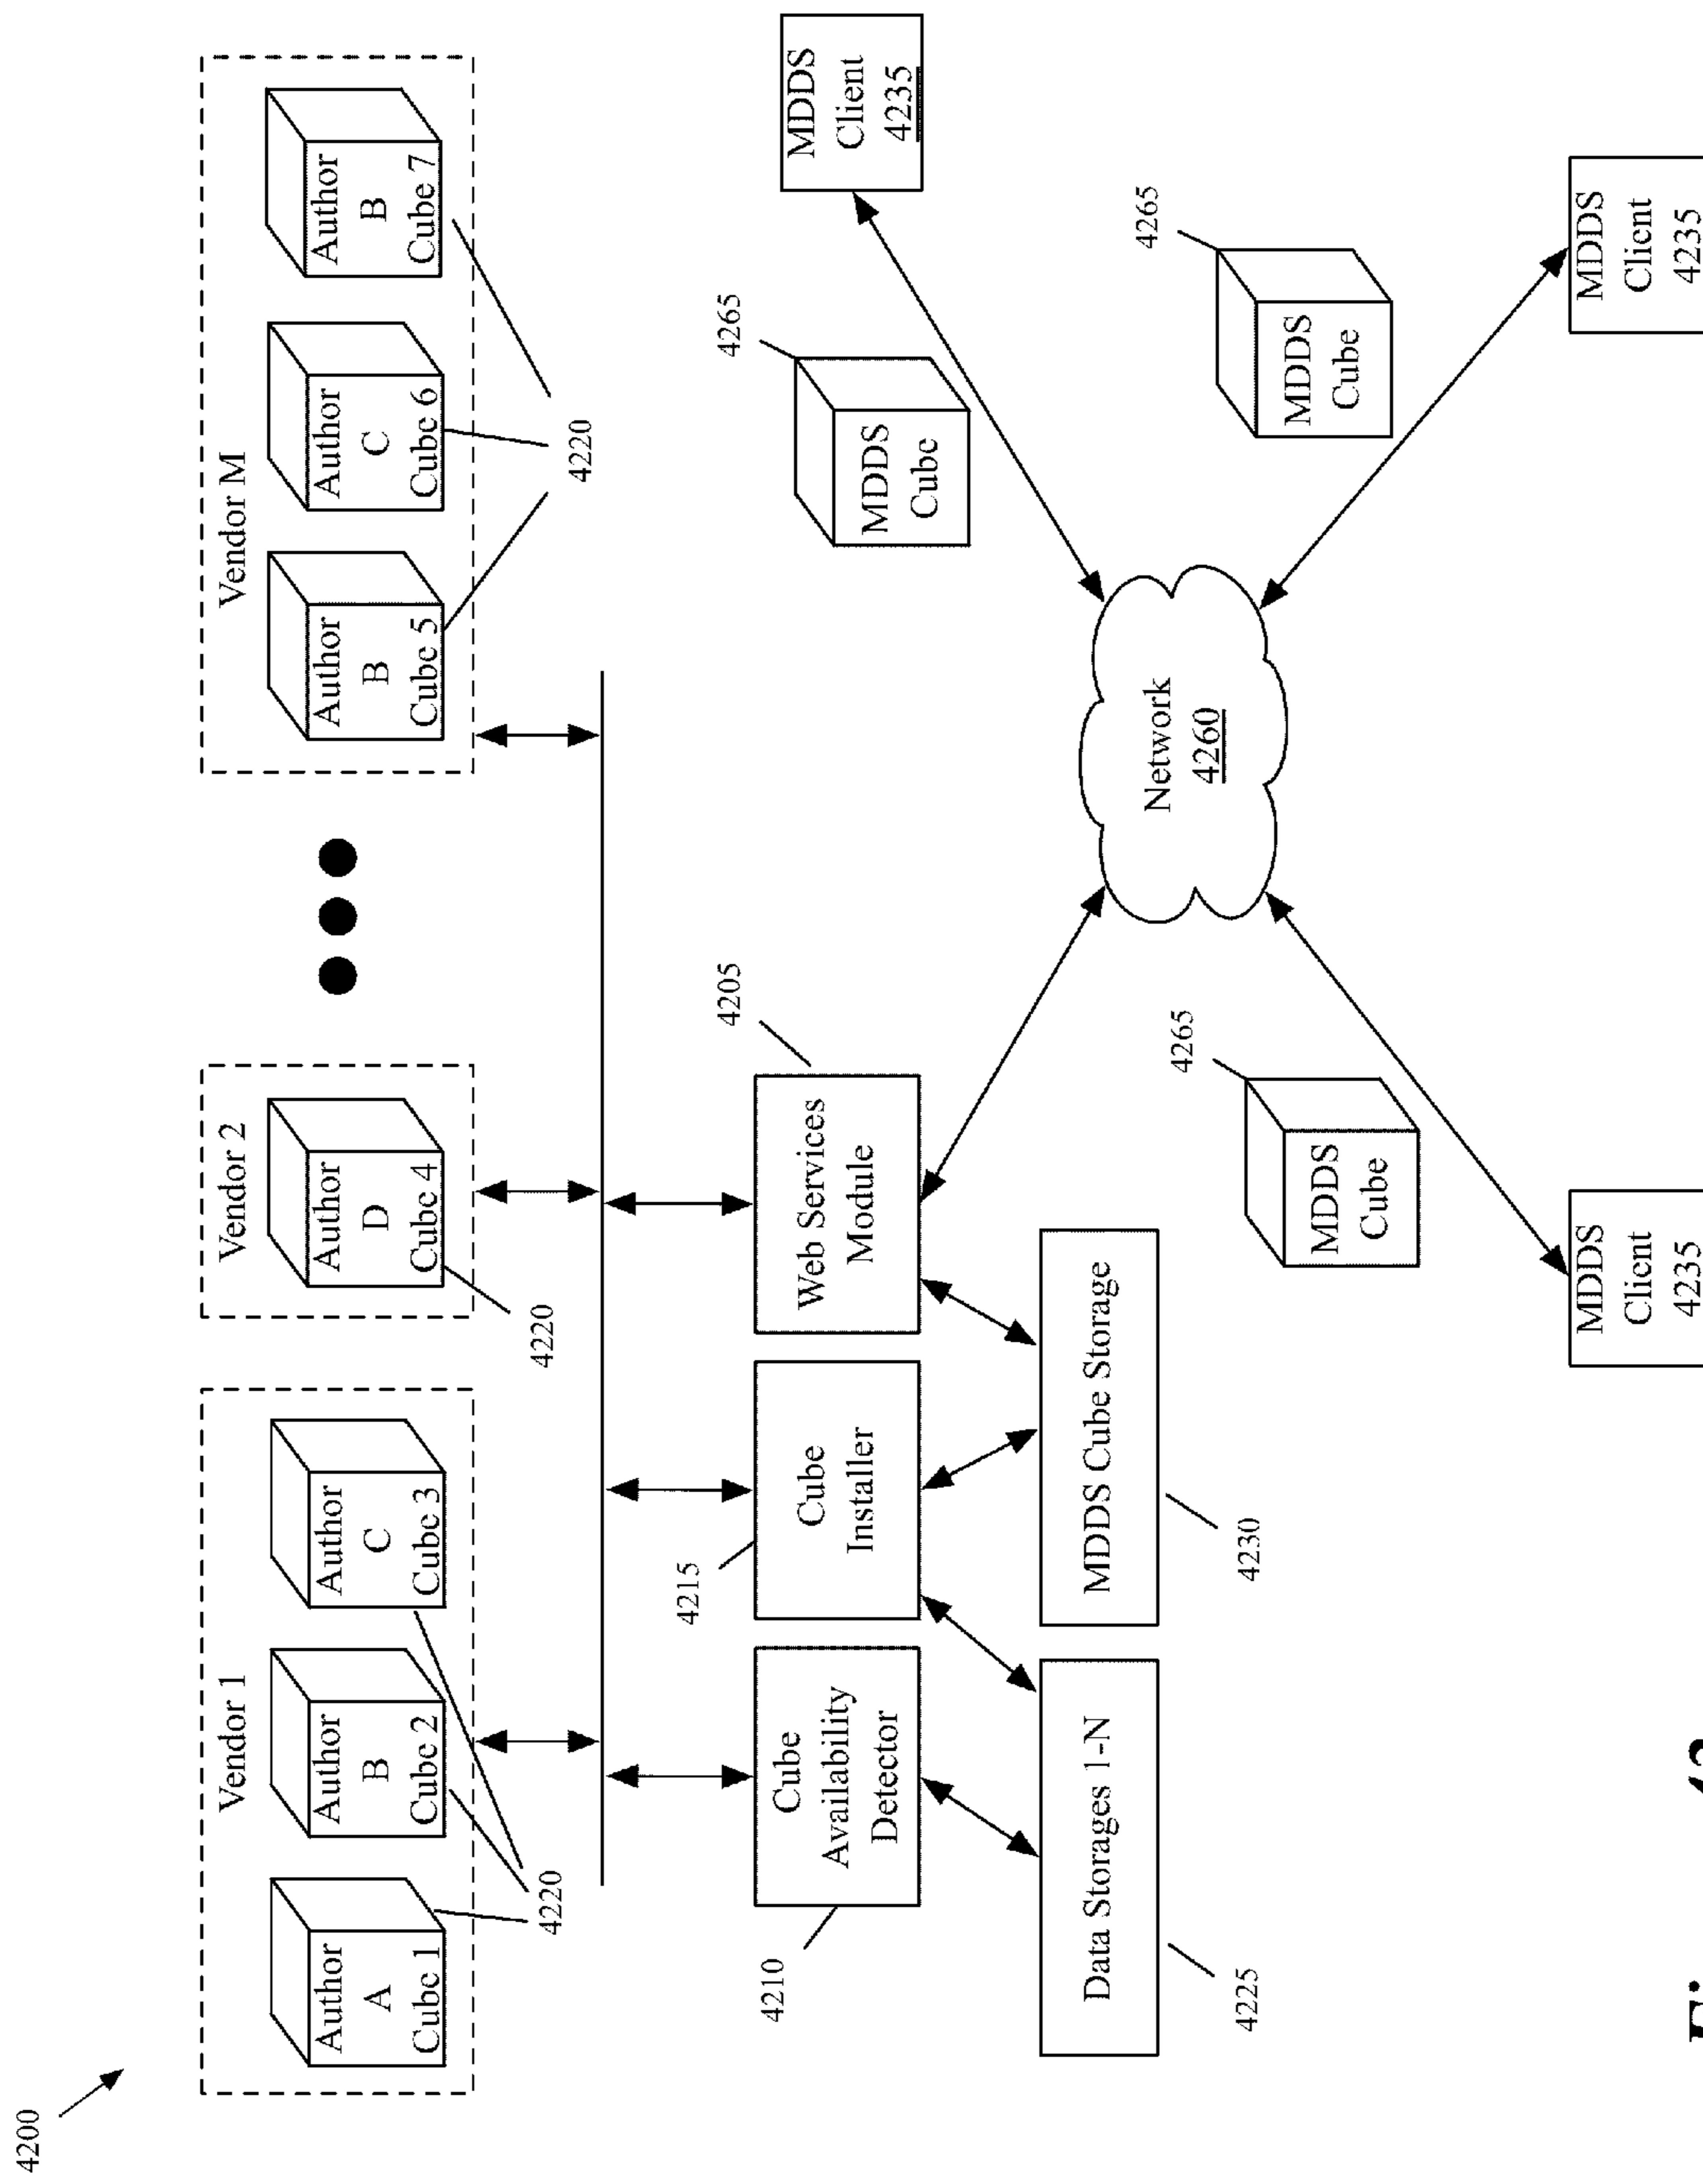 4200
Vendor 1
Author
A
Cube 1
Author
B
Cube 2
Author
C
Cube 3
4220
Vendor 2
Author
D
Cube 4
4220
Vendor M
Author
B
Cube 5
Author
C
Cube 6
Author
B
Cube 7
4220
4210
Cube
Availability
Detector
4215
Cube
Installer
4205
Web Services
Module
Data Storages 1-N
4225
MDDS Cube Storage
4230
Network
4260
4265
MDDS
Cube
MDDS
Client
4235
4265
MDDS
Cube
MDDS
Client
4235
4265
MDDS
Cube
MDDS
Client
4235